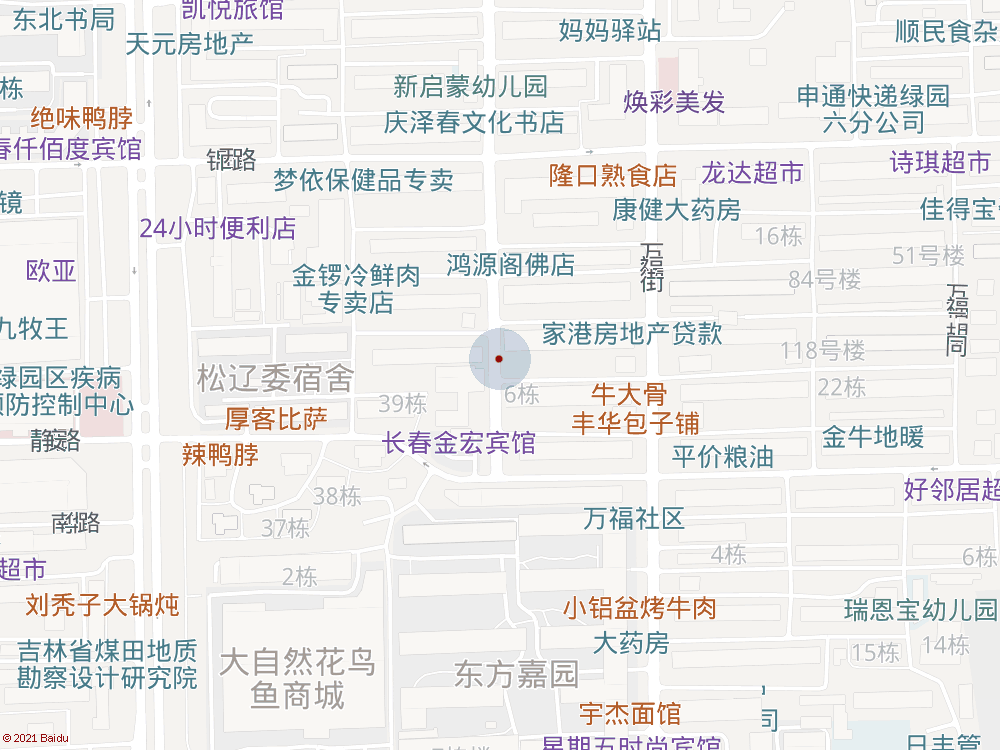 凯悦旅馆
东北书局
妈妈驿站
顺民食杂
天元房地产
栋
新启蒙幼儿园
焕彩美发
申通快递绿园
六分公司
绝味鸭脖
庆泽春文化书店
春仟佰度宾馆
诗琪超市
梦依保健品专卖
隆口熟食店
龙达超市
镜
康健大药房
佳得宝
24小时便利店
16栋
51号楼
万福街
鸿源阁佛店
欧亚
金锣冷鲜肉
专卖店
84号楼
万福胡同
九牧王
家港房地产贷款
118号楼
绿园区疾病
预防控制中心
松辽委宿舍
6栋
牛大骨
22栋
39栋
厚客比萨
丰华包子铺
长春金宏宾馆
金牛地暖
辣鸭脖
平价粮油
好邻居超
38栋
万福社区
37栋
4栋
6栋
超市
2栋
刘秃子大锅炖
小铝盆烤牛肉
瑞恩宝幼儿园
大药房
吉林省煤田地质
勘察设计研究院
大自然花鸟
鱼商城
东方嘉园
15栋
14栋
宇杰面馆
司
星期五时尚宾馆
日丰管
© 2021 Baidu